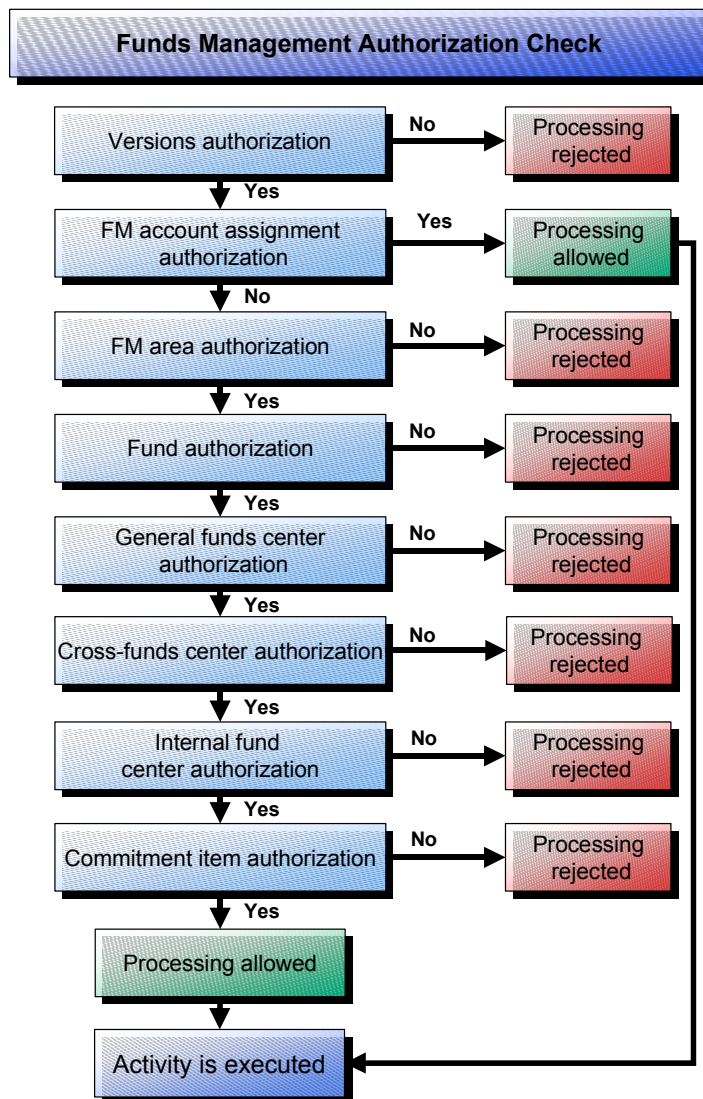 Funds Management Authorization Check
Versions authorization
No
Processing
rejected
Yes
FM account assignment
authorization
Yes
Processing
allowed
No
FM area authorization
No
Processing
rejected
Yes
Fund authorization
No
Processing
rejected
Yes
General funds center
authorization
No
Processing
rejected
Yes
Cross-funds center authorization
No
Processing
rejected
Yes
Internal fund
center authorization
No
Processing
rejected
Yes
Commitment item authorization
No
Processing
rejected
Yes
Processing allowed
Activity is executed